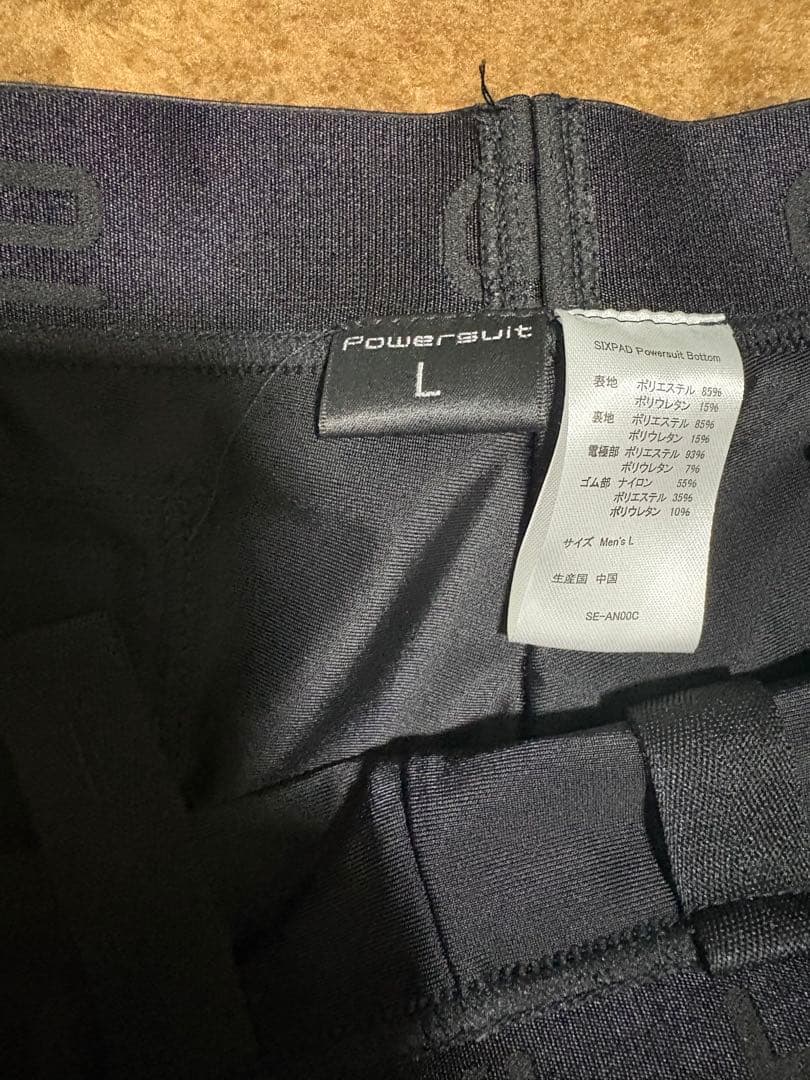 Powersuit
L
SIXPAD Powersuit Bottom
表地 ポリエステル 85%
ポリウレタン 15%
裏地 ポリエステル 85%
ポリウレタン 15%
電極部 ポリエステル 93%
ポリウレタン 7%
ゴム部 ナイロン 55%
ポリエステル 35%
ポリウレタン 10%
サイズ Men's L
生産国 中国
SE-AN00C